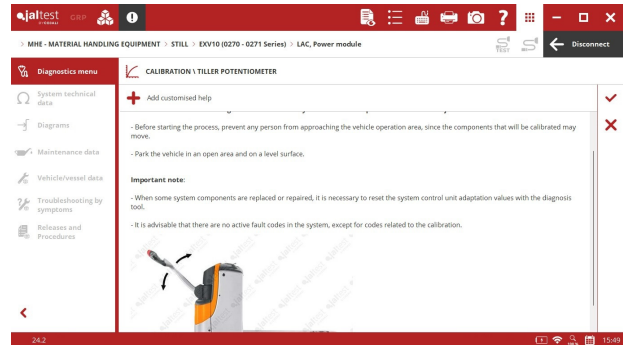 jaltest GRP
BY COJALI
TEST
> MHE - MATERIAL HANDLING EQUIPMENT > STILL > EXV10 (0270 - 0271 Series) > LAC, Power module
Disconnect
Diagnostics menu
CALIBRATION \ TILLER POTENTIOMETER
System technical
data
Add customised help
Diagrams
- Before starting the process, prevent any person from approaching the vehicle operation area, since the components that will be calibrated may
move.
- Park the vehicle in an open area and on a level surface.
Maintenance data
Vehicle/vessel data
Important note:
- When some system components are replaced or repaired, it is necessary to reset the system control unit adaptation values with the diagnosis
tool.
Troubleshooting by
symptoms
- It is advisable that there are no active fault codes in the system, except for codes related to the calibration.
Releases and
Procedures
24.2
100 %
15:49